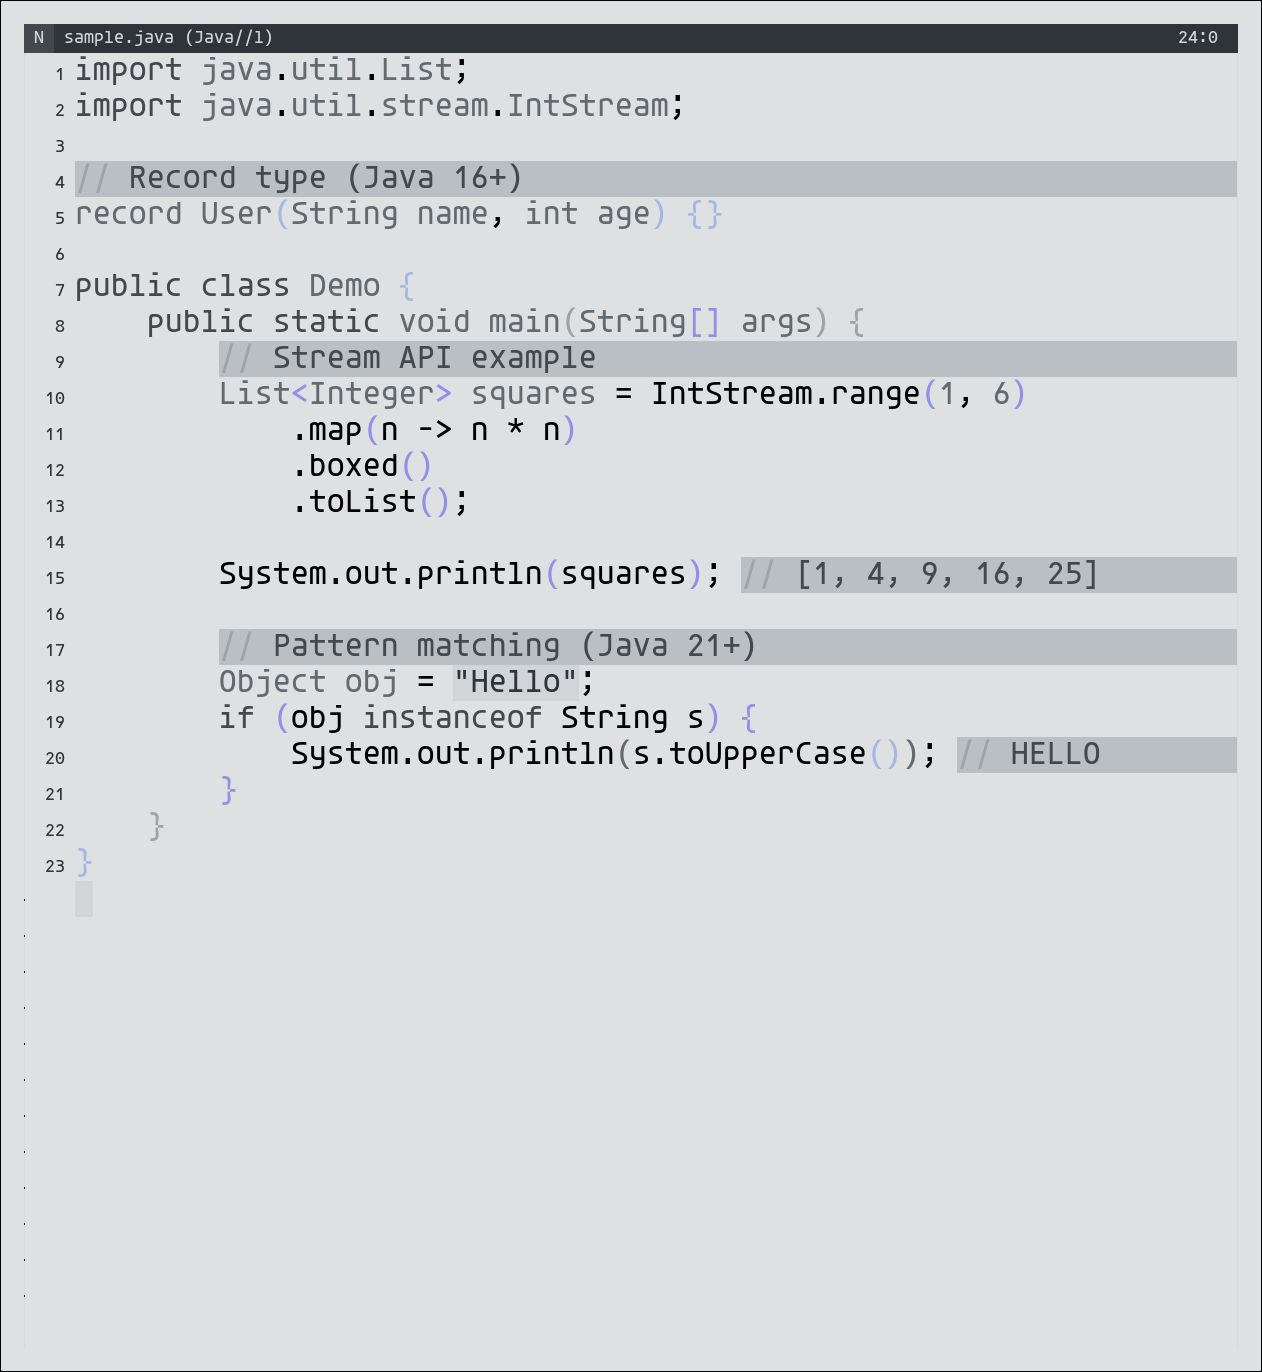 N sample.java (Java//l) 24:0
1 import java.util.List;
2 import java.util.stream.IntStream;
3
4 // Record type (Java 16+)
5 record User(String name, int age) {}
6
7 public class Demo {
8     public static void main(String[] args) {
9         // Stream API example
10         List<Integer> squares = IntStream.range(1, 6)
11             .map(n -> n * n)
12             .boxed()
13             .toList();
14
15         System.out.println(squares); // [1, 4, 9, 16, 25]
16
17         // Pattern matching (Java 21+)
18         Object obj = "Hello";
19         if (obj instanceof String s) {
20             System.out.println(s.toUpperCase()); // HELLO
21         }
22     }
23 }